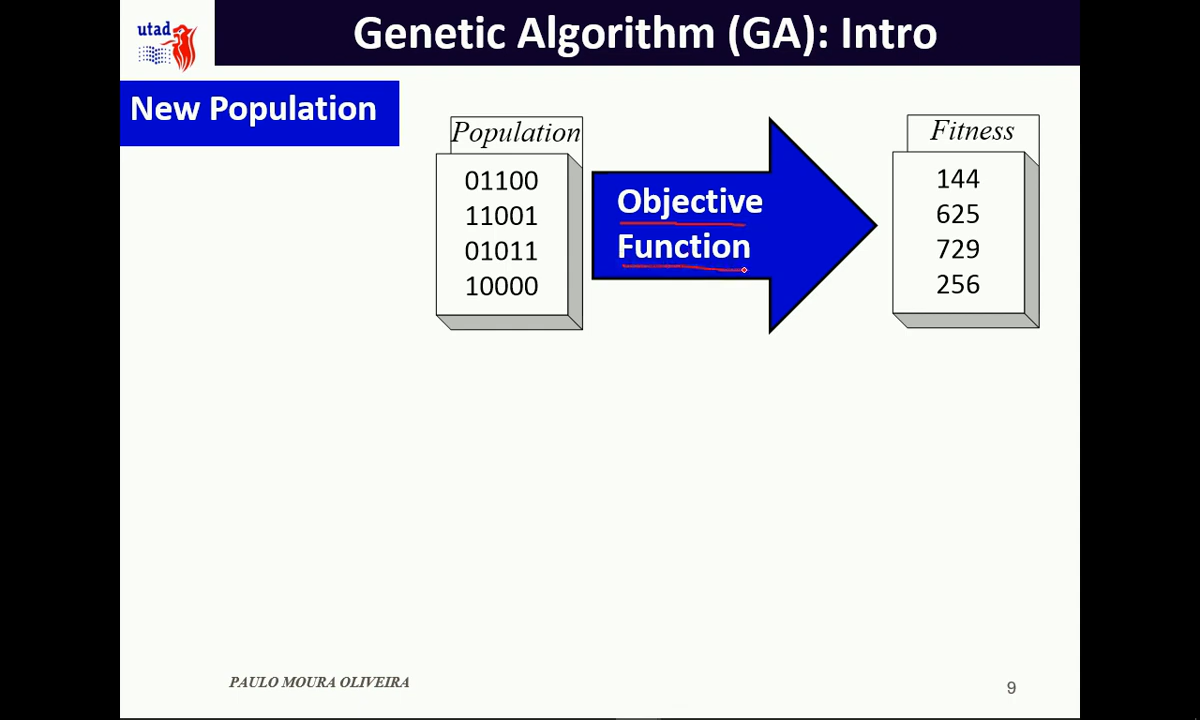 utad
Genetic Algorithm (GA): Intro
New Population
Population
01100
11001
01011
10000
Objective
Function
Fitness
144
625
729
256
PAULO MOURA OLIVEIRA
9